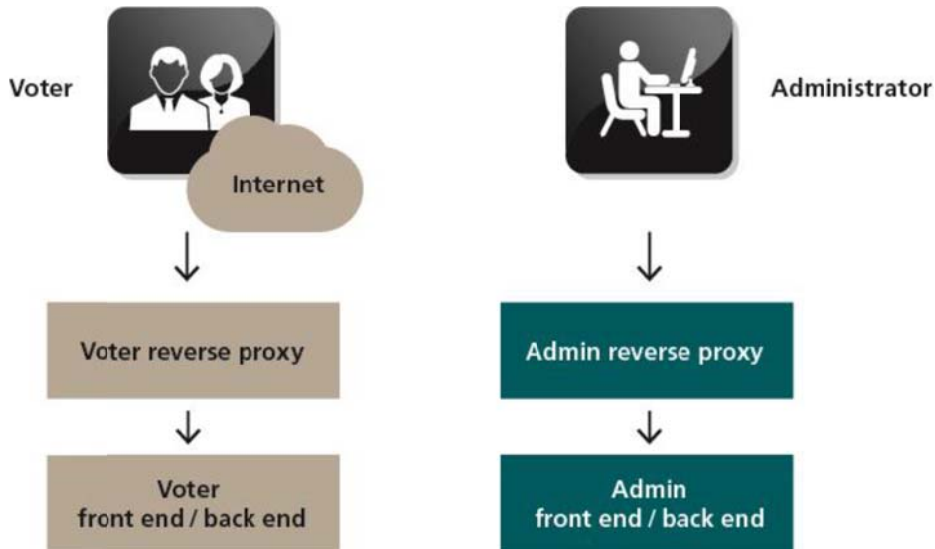 Voter
Administrator
Internet
Voter reverse proxy
Admin reverse proxy
Voter
front end / back end
Admin
front end / back end